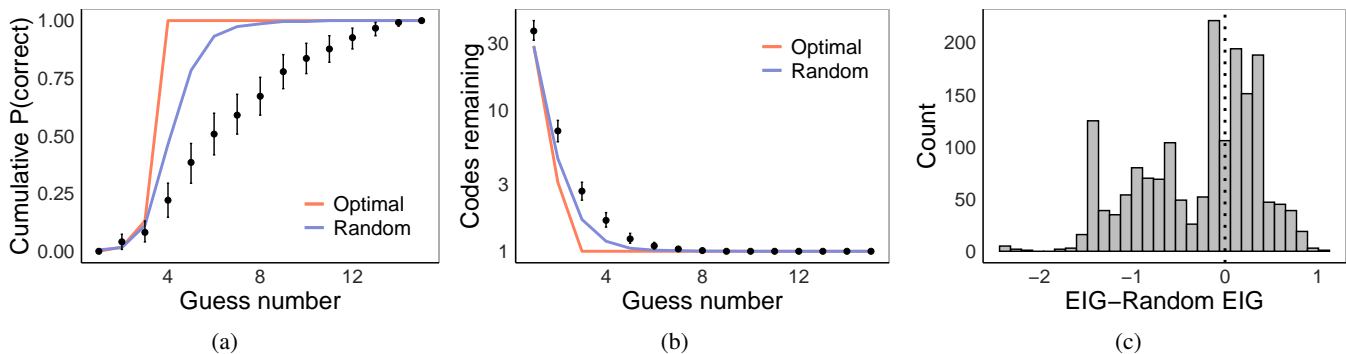 Cumulative P(correct)
1.00
0.75
0.50
0.25
0.00
4
8
12
Guess number
Optimal
Random
(a)
Codes remaining
30
10
3
1
4
8
12
Guess number
Optimal
Random
(b)
Count
200
150
100
50
0
−2
−1
0
1
EIG−Random EIG
(c)